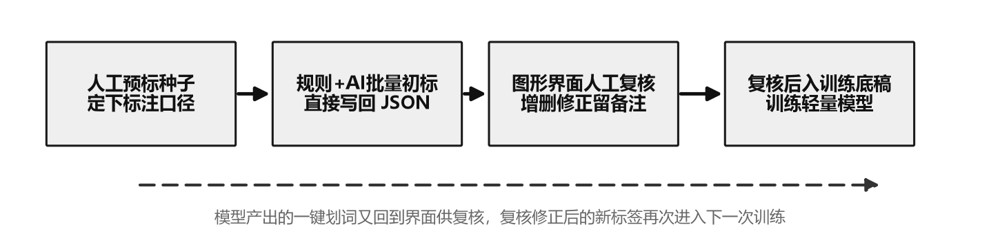 人工预标种子
定下标注口径
规则+AI批量初标
直接写回 JSON
图形界面人工复核
增删修正留备注
复核后入训练底稿
训练轻量模型
模型产出的一键划词又回到界面供复核，复核修正后的新标签再次进入下一次训练